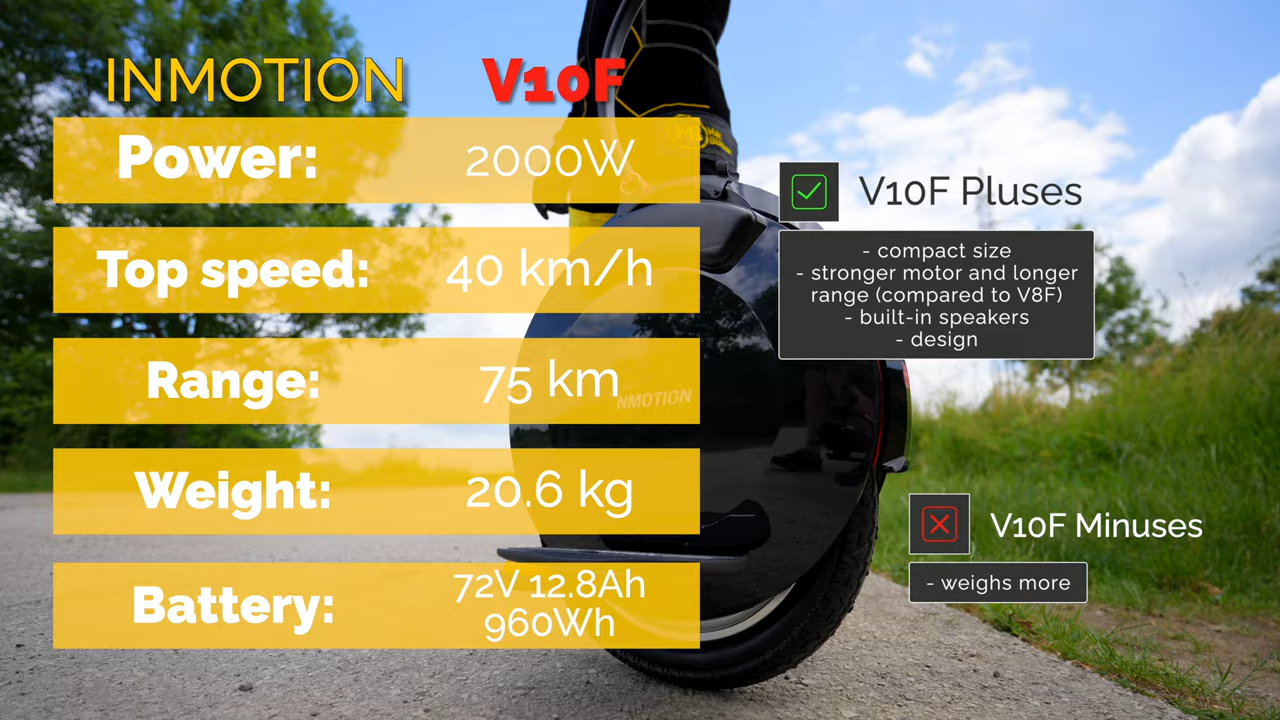 INMOTION V10F
Power: 2000W
Top speed: 40 km/h
Range: 75 km
NMOTION
Weight: 20.6 kg
Battery: 72V 12.8Ah
960Wh
V10F Pluses
- compact size
- stronger motor and longer
range (compared to V8F)
- built-in speakers
- design
V10F Minuses
- weighs more